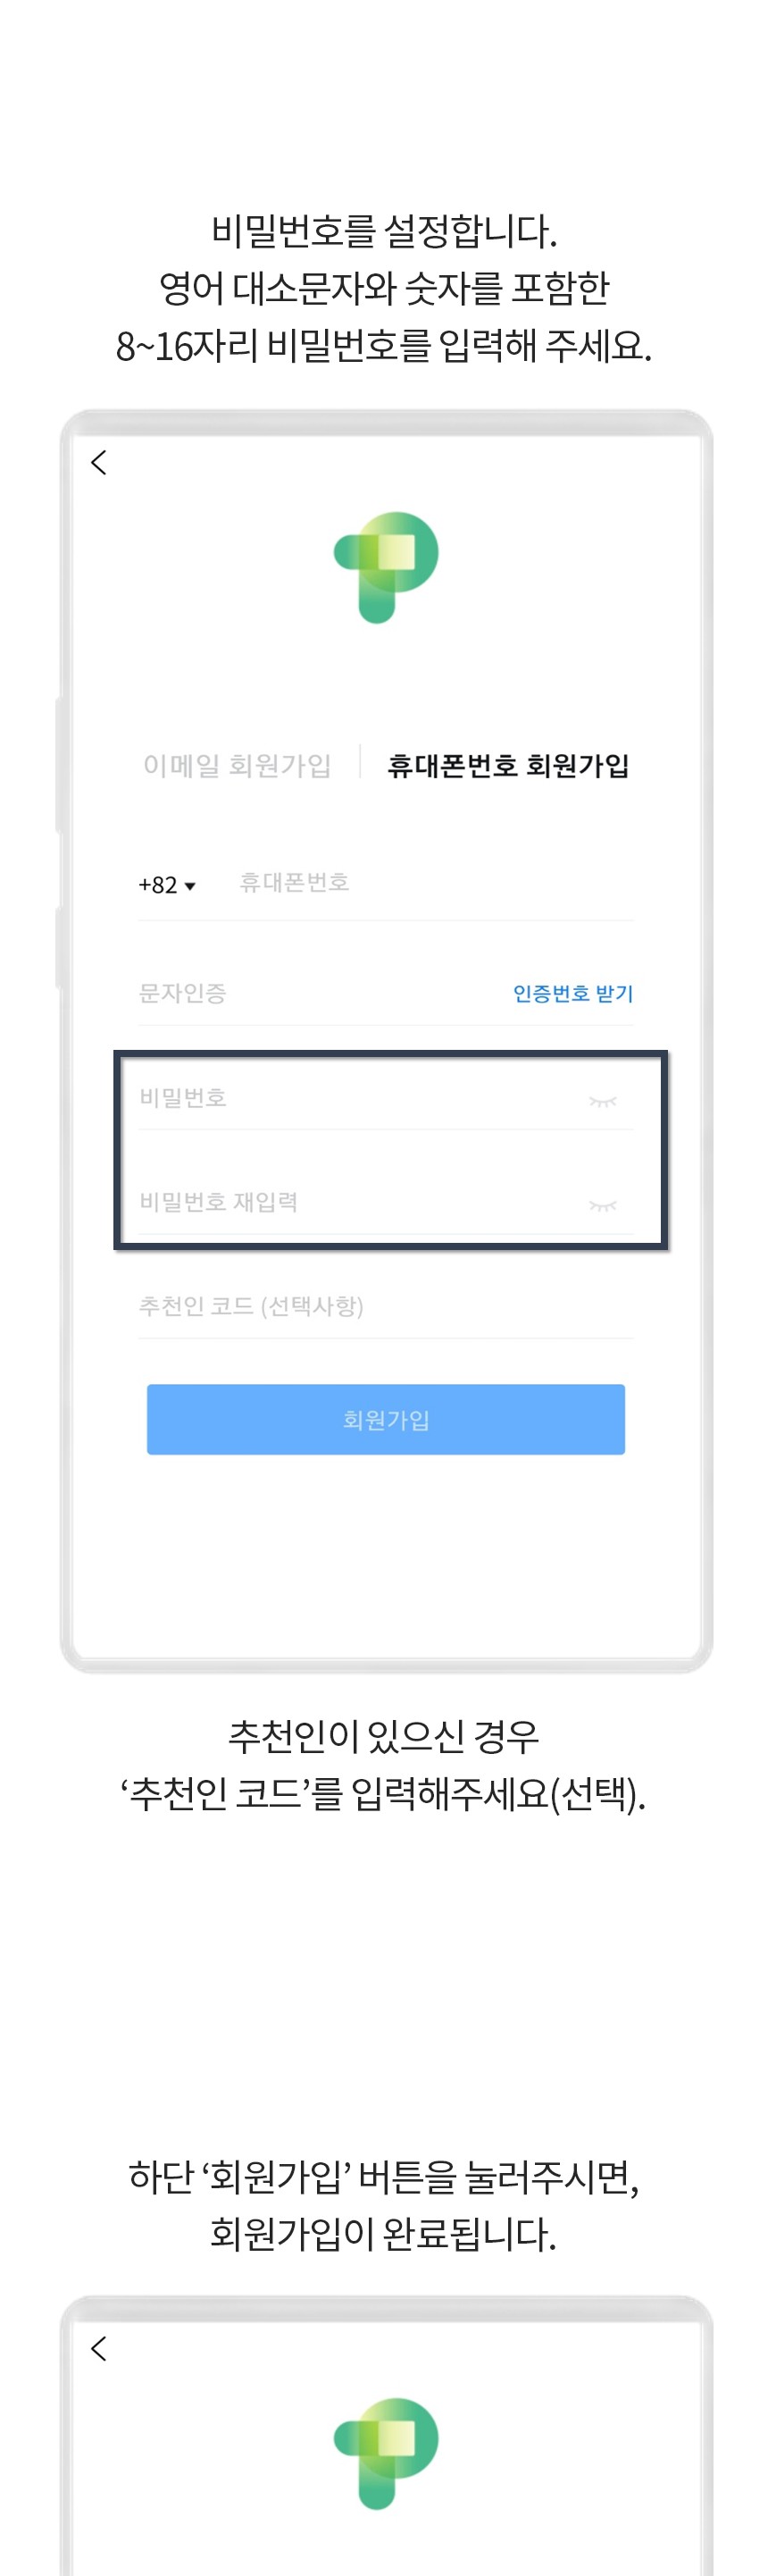 비밀번호를 설정합니다.
영어 대소문자와 숫자를 포함한
8~16자리 비밀번호를 입력해 주세요.
이메일 회원가입
휴대폰번호 회원가입
+82
휴대폰번호
문자인증
인증번호 받기
비밀번호
비밀번호 재입력
추천인 코드 (선택사항)
회원가입
추천인이 있으신 경우
‘추천인 코드’를 입력해주세요(선택).
하단 ‘회원가입’ 버튼을 눌러주시면,
회원가입이 완료됩니다.